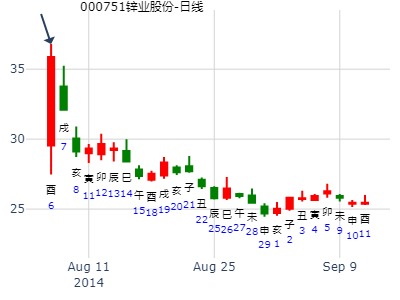 000751锌业股份-日线
35
30
25
酉 戌 亥 寅 卯 辰 巳 午 酉 戌 亥 子 丑 辰 巳 午 未 申 亥 子 丑 寅 卯 未 申 酉
6 7 8 11 12 13 14 15 18 19 20 21 22 25 26 27 28 29 1 2 3 4 5 9 10 11
Aug 11 Aug 25 Sep 9
2014